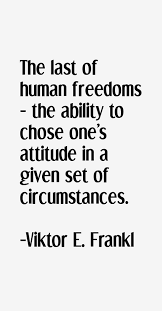 The last of
human freedoms
- the ability to
chose one's
attitude in a
given set of
circumstances.
-Viktor E. Frankl